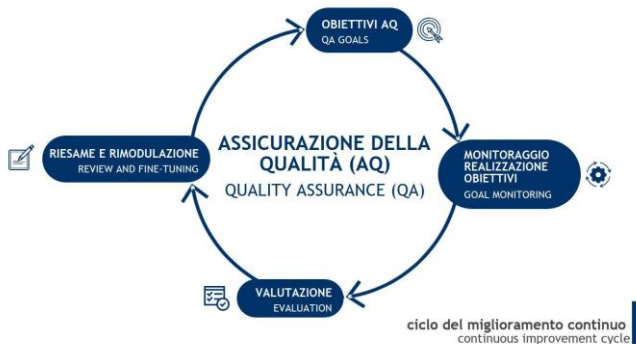 OBIETTIVI AQ
QA GOALS
RIESAME E RIMODULAZIONE
REVIEW AND FINE-TUNING
ASSICURAZIONE DELLA
QUALITÀ (AQ)
QUALITY ASSURANCE (QA)
MONITORAGGIO
REALIZZAZIONE
OBIETTIVI
GOAL MONITORING
VALUTAZIONE
EVALUATION
ciclo del miglioramento continuo
continuous improvement cycle